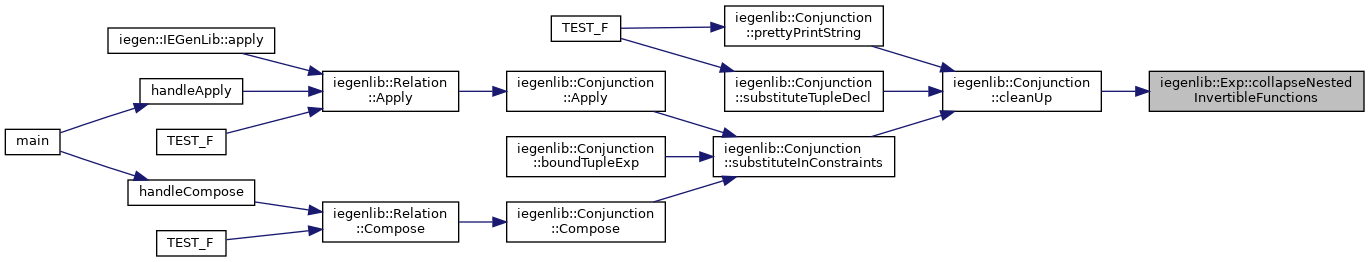 main
iegen::IEGenLib::apply
handleApply
TEST_F
handleCompose
TEST_F
iegenlib::Relation
::Apply
iegenlib::Relation
::Compose
TEST_F
iegenlib::Conjunction
::Apply
iegenlib::Conjunction
::boundTupleExp
iegenlib::Conjunction
::Compose
iegenlib::Conjunction
::prettyPrintString
iegenlib::Conjunction
::substituteTupleDecl
iegenlib::Conjunction
::substituteInConstraints
iegenlib::Conjunction
::cleanUp
iegenlib::Exp::collapseNested
InvertibleFunctions